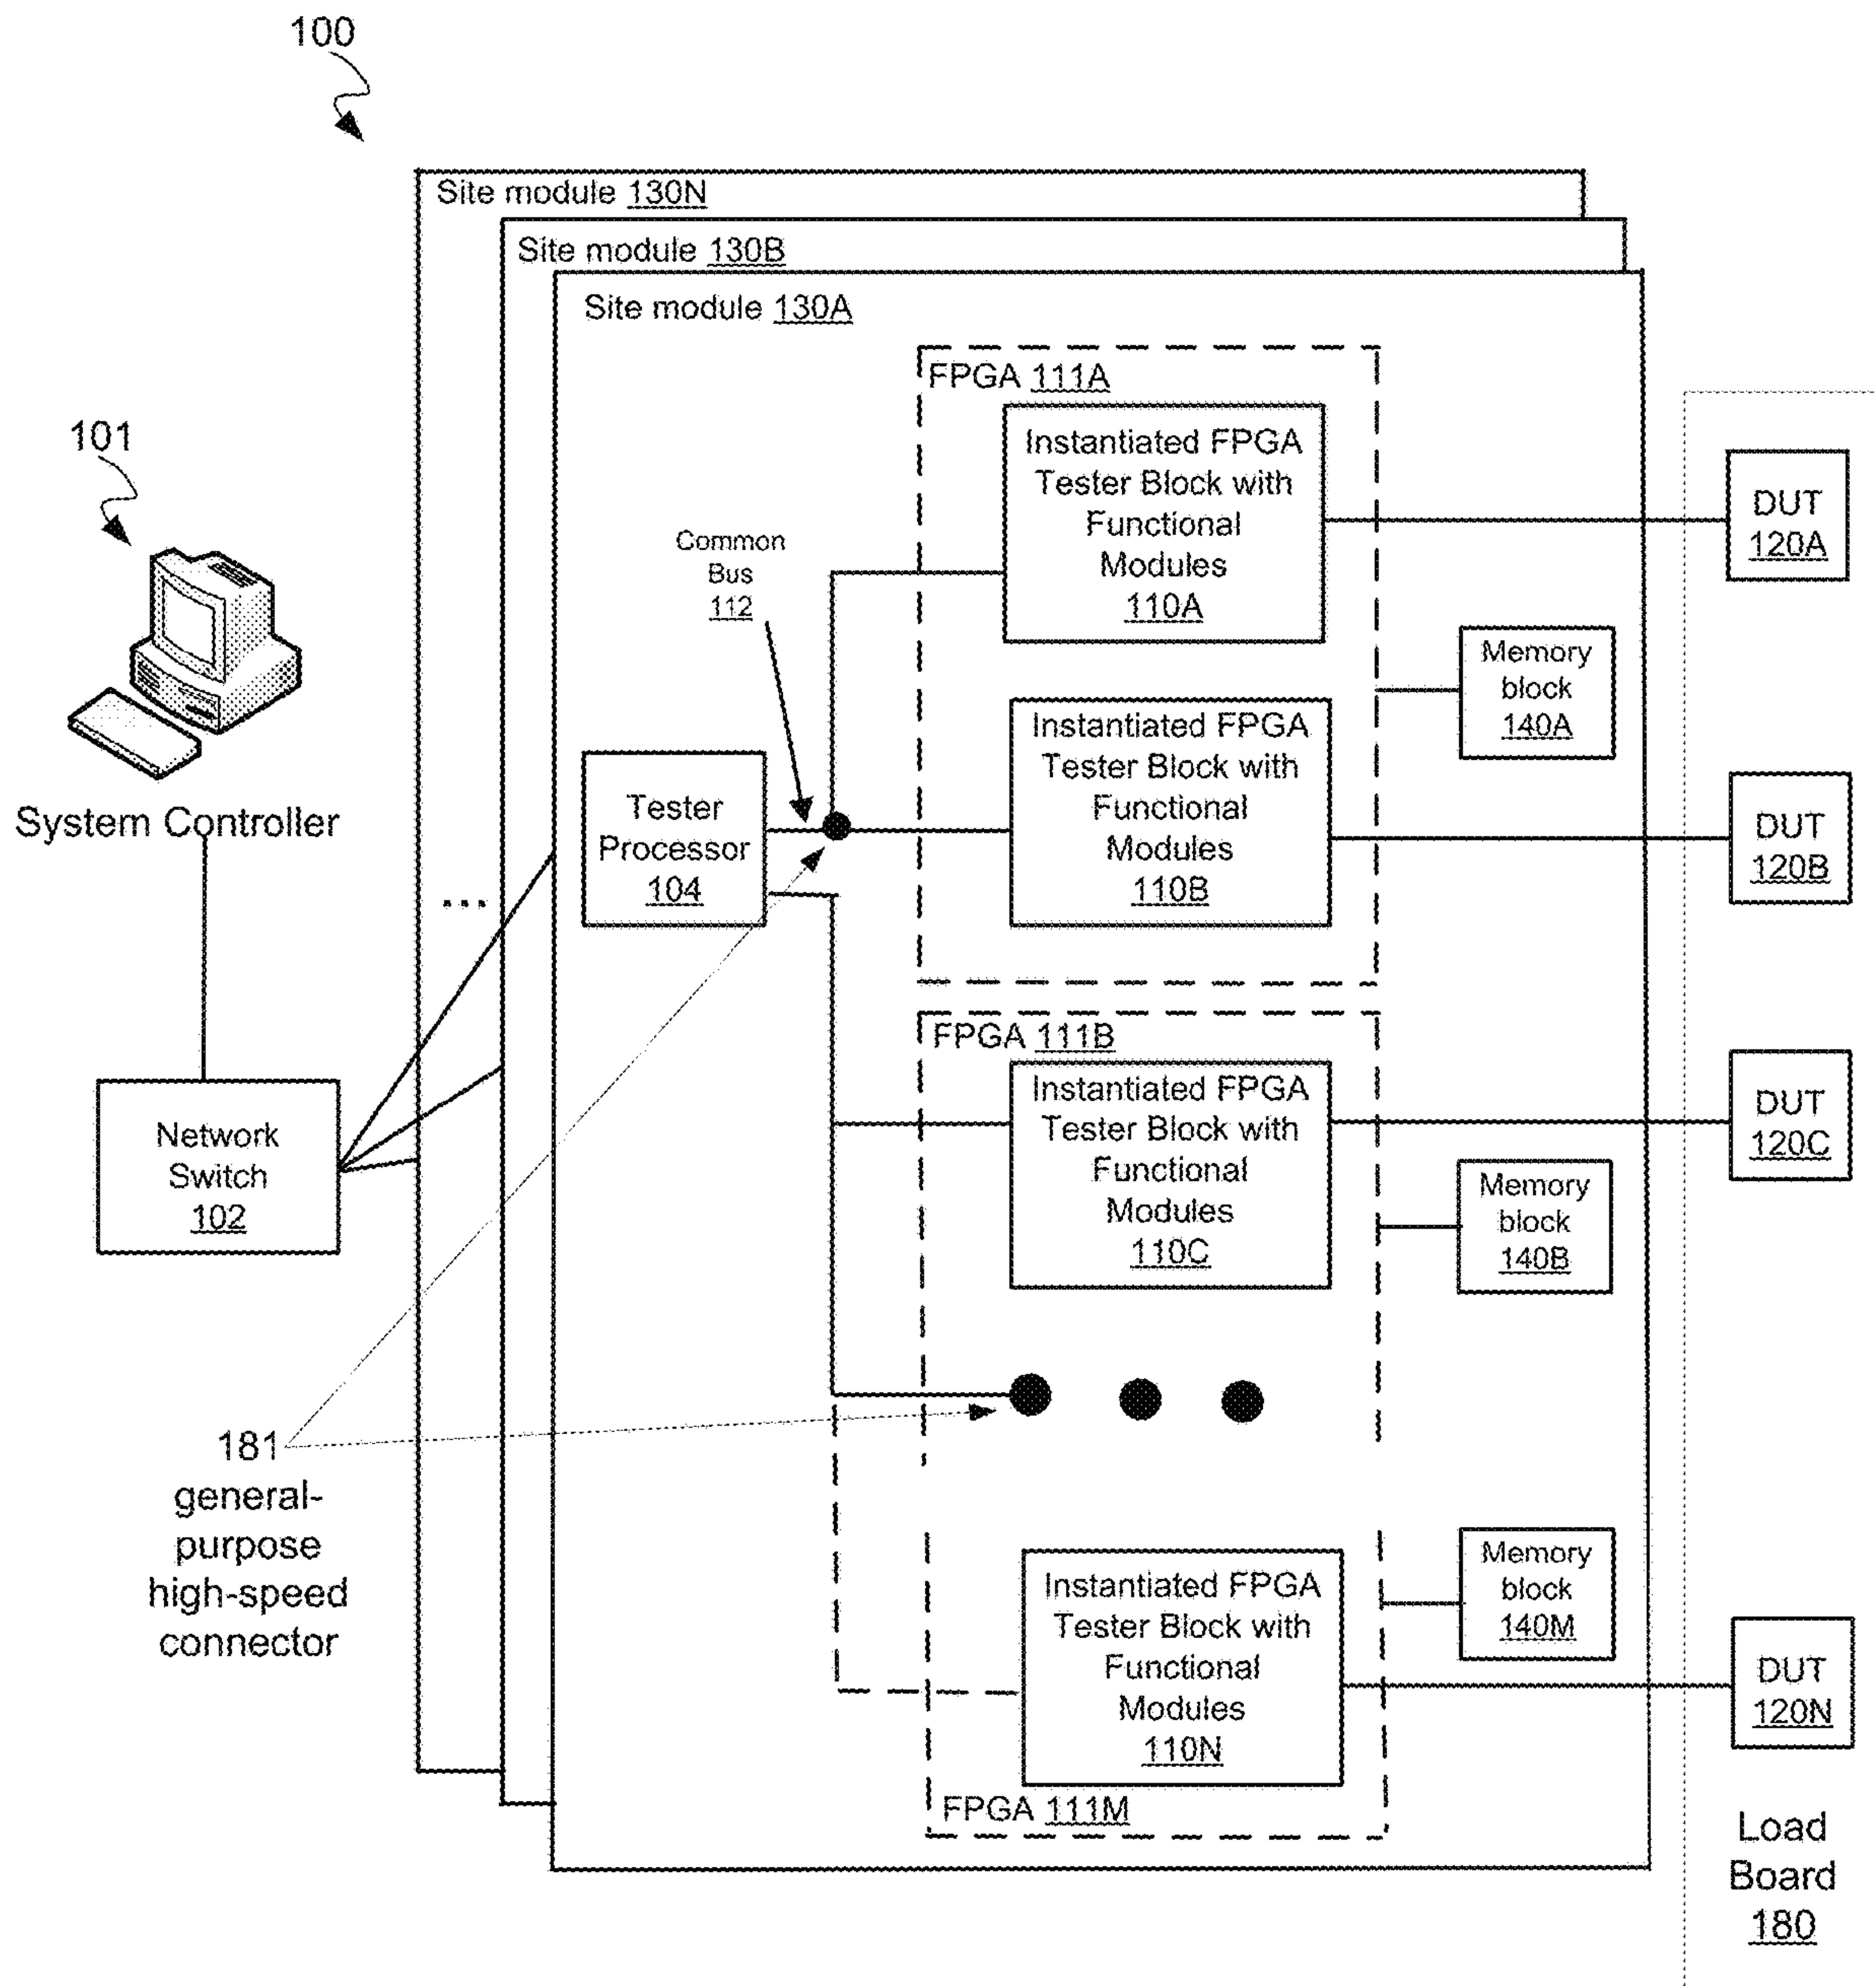 100
Site module 130N
Site module 130B
Site module 130A
FPGA 111A
Instantiated FPGA
Tester Block with
Functional
Modules
110A
DUT
120A
101
System Controller
Common
Bus
112
Memory
block
140A
Instantiated FPGA
Tester Block with
Functional
Modules
110B
DUT
120B
Tester
Processor
104
...
FPGA 111B
Instantiated FPGA
Tester Block with
Functional
Modules
110C
DUT
120C
Network
Switch
102
Memory
block
140B
181
general-
purpose
high-speed
connector
Instantiated FPGA
Tester Block with
Functional
Modules
110N
FPGA 111M
Memory
block
140M
DUT
120N
Load
Board
180